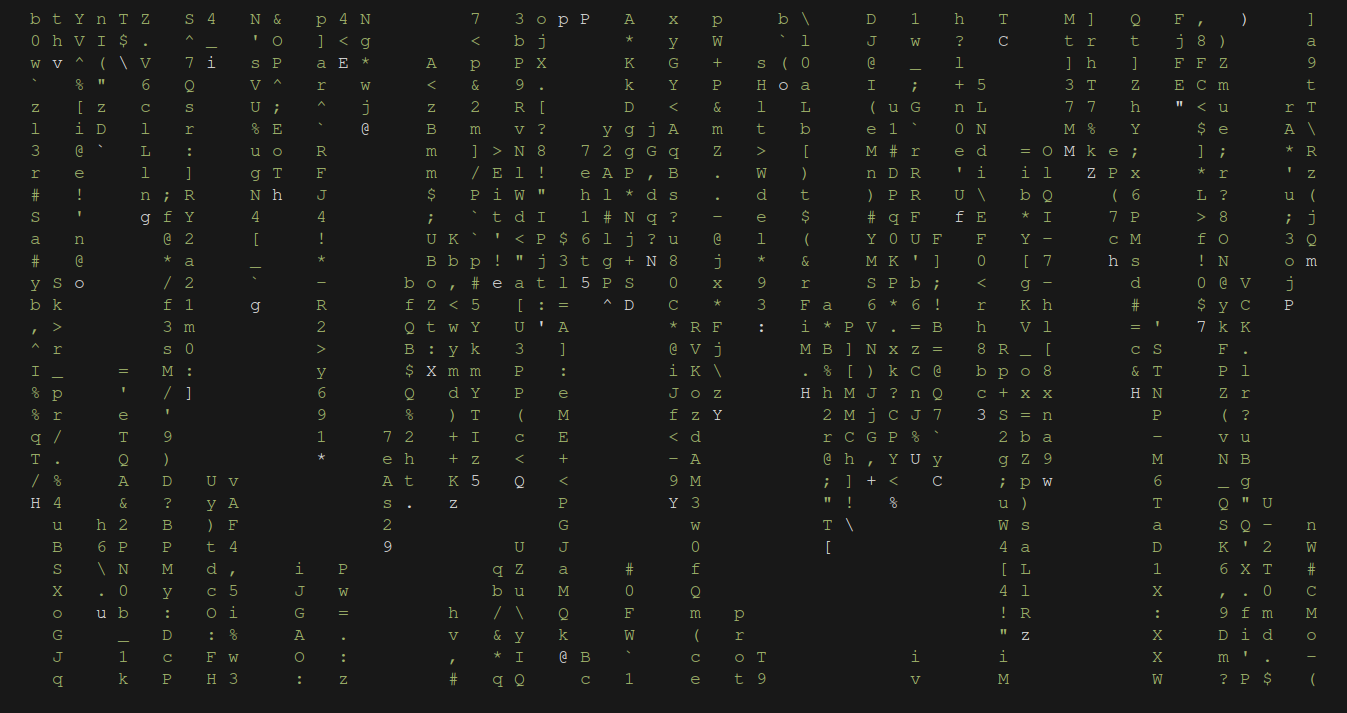 b t Y n T Z S 4 N & p 4 N 7 3 o p P A x p b \ D 1 h T M ] Q F , ) ]
0 h V I $ . ^ _ ' O ] < g < b j * y W ` l J w ? C t r t j 8 ) a
w v ^ ( \ V 7 i s P a E * A p P X K G + s ( 0 @ _ l ] h ] F F Z 9
` % " 6 Q V ^ r w < & 9 . k Y P H o a I ; + 5 3 T Z E C m t
z [ z c s U ; ^ j z 2 R [ D < & l L ( u G n L 7 7 h " < u r T
l i D l r % E ` @ B m v ? y g j A m t b e 1 ` 0 N M % Y $ e A \
3 @ ` L : u o R m ] > N 8 7 2 g G q Z > [ M # r e d = O M k e ; ] ; * R
r e l ] g T F m / E l ! e A P , B . W ) n D R ' i i l Z P x * r ' z
# ! n ; R N h J $ P i W " h l * d s . d t ) P R U \ b Q ( 6 L ? u (
S ' g f Y 4 4 ; ` t d I 1 # N q ? - e $ # q F f E * I 7 P > 8 ; j
a n @ 2 [ ! U K ` ' < P $ 6 l j ? u @ l ( Y 0 U F F Y - c M f O 3 Q
# @ * a _ * B b p ! " j 3 t g + N 8 j * & M K ' ] 0 [ 7 h s ! N o m
y S o / 2 ` - b o , # e a t l 5 P S 0 x 9 r S P U ; < g - d 0 @ V j
b k f 1 g R f Z < 5 [ : = ^ D C * 3 F a 6 * b ! r K h # $ y C P
, > 3 m 2 Q t w Y U ' A * R F : i * P V . 6 B h V l = ' 7 k K
^ r s 0 > B : y k 3 ] @ V j M B ] N x = = 8 R _ [ c S F .
I _ = M : y $ X m m P : i K \ . % [ ) k z C @ b p o 8 & T P l
% p ' / ] 6 Q d Y P e J o z H h M J ? n Q c + x x H N Z r
% r e ' 9 % ) T ( M f z Y 2 M j C J 7 3 S = n P ( ?
q / T 9 1 7 2 + I c E < d r C G P % ` 2 b a - v u
T . Q ) * e h + z < + - A @ h , Y U y g Z 9 M N B
/ % A D U v A t K 5 Q < 9 M ; ] + < C ; p w 6 _ g
H 4 & ? y A s . z P Y 3 " ! % u ) T Q " U
u h 2 B ) F 2 G w T \ W s a S Q - n
B 6 P P t 4 9 U J 0 [ 4 a D K ' 2 W
S \ N M d , i P q Z a # f [ L 1 6 X T #
X . 0 y c 5 J w b u M 0 Q 4 l X , . 0 C
o u b : O i G = h / \ Q F m p ! R : 9 f m M
G _ D : % A . v & y k W ( r " z X D i d o
J 1 c F w O : , * I @ B ` c o T i i X m ' . -
q k P H 3 : z # q Q c 1 e t 9 v M W ? P $ (